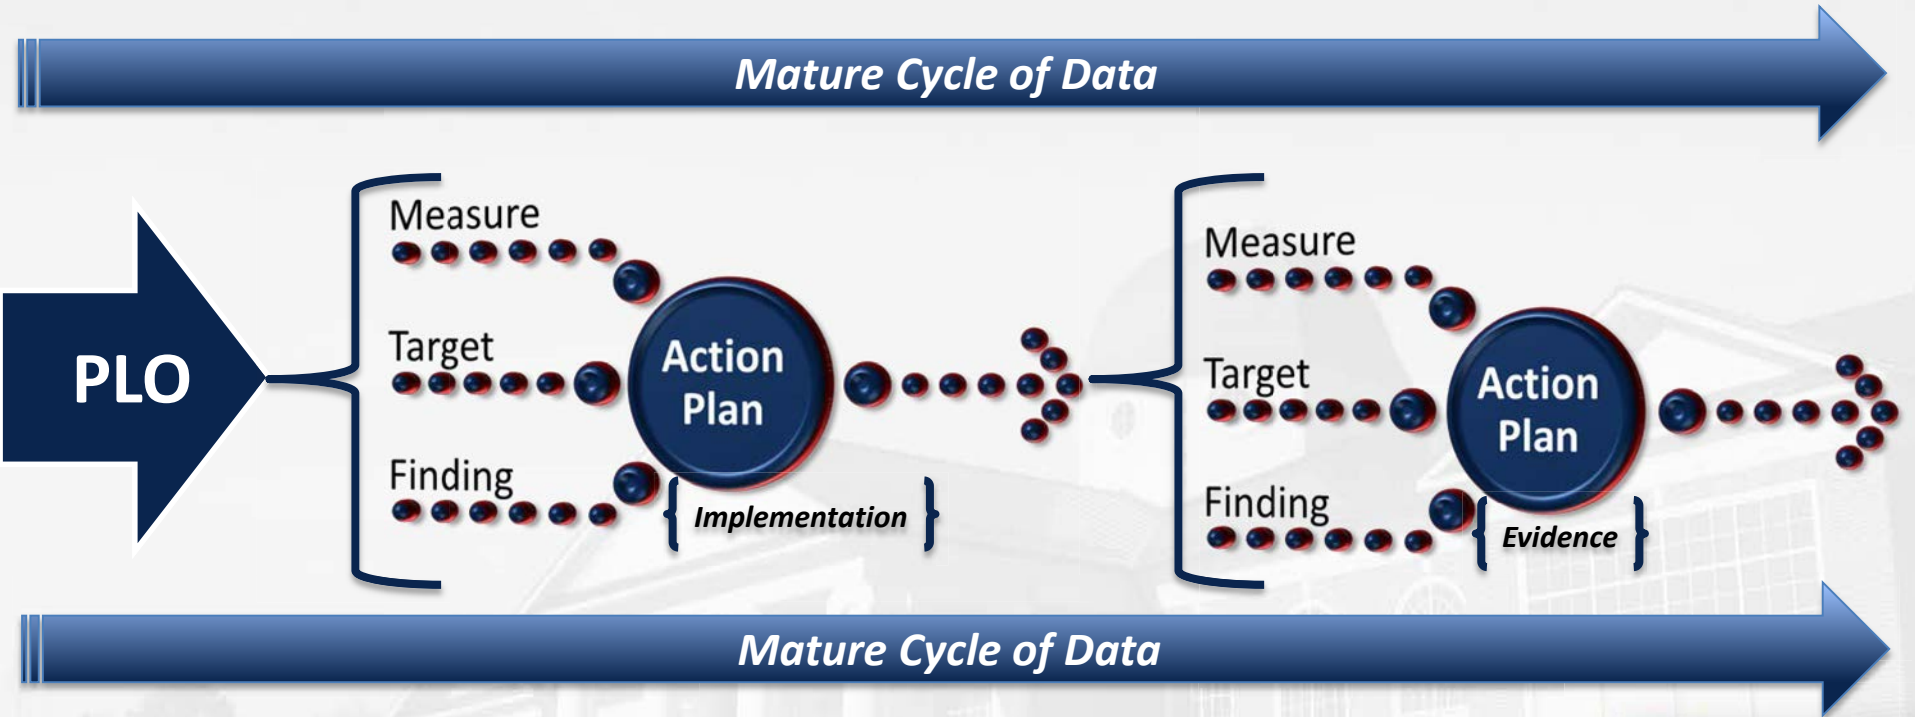 Mature Cycle of Data
PLO
Measure
Target
Finding
Action
Plan
Implementation
Measure
Target
Finding
Action
Plan
Evidence
Mature Cycle of Data